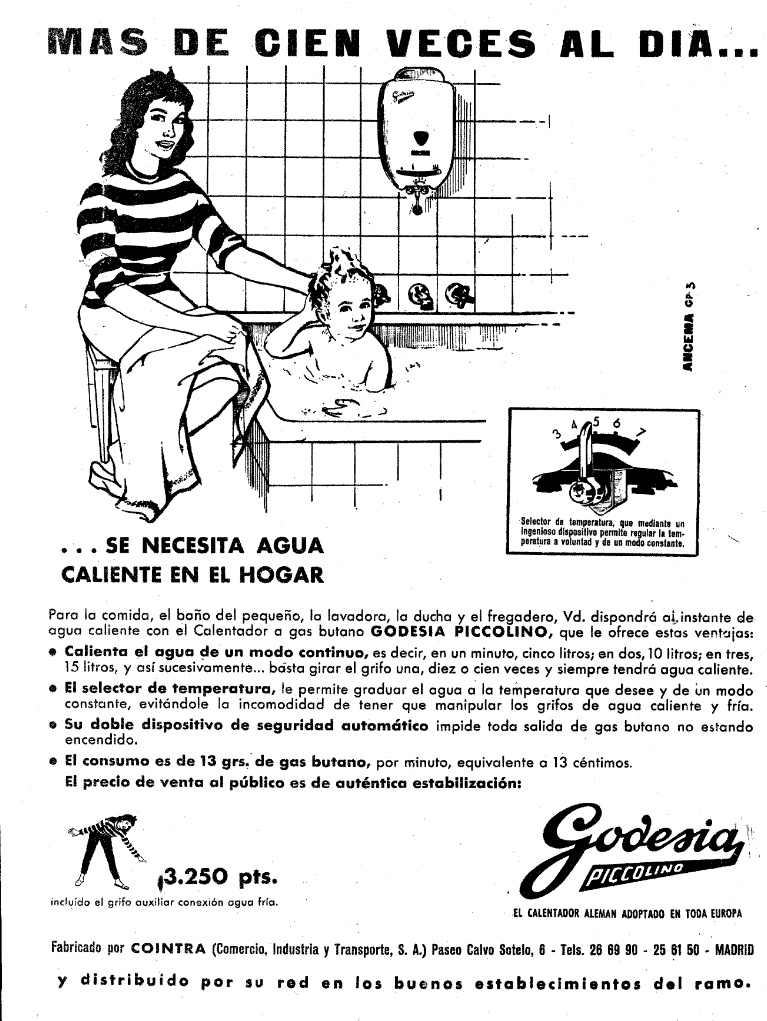 MAS DE CIEN VECES AL DIA...
Godesia
PICCOLINO
ANCEMA GP-3
3 4 5 6 7
Selector de temperatura, que mediante un
ingenioso dispositivo permite regular la tem-
peratura a voluntad y de un modo constante.
... SE NECESITA AGUA
CALIENTE EN EL HOGAR
Para la comida, el baño del pequeño, la lavadora, la ducha y el fregadero, Vd. dispondrá al instante de
agua caliente con el Calentador a gas butano GODESIA PICCOLINO, que le ofrece estas ventajas:
• Calienta el agua de un modo continuo, es decir, en un minuto, cinco litros; en dos, 10 litros; en tres,
15 litros, y así sucesivamente... basta girar el grifo una, diez o cien veces y siempre tendrá agua caliente.
• El selector de temperatura, le permite graduar el agua a la temperatura que desee y de un modo
constante, evitándole la incomodidad de tener que manipular los grifos de agua caliente y fría.
• Su doble dispositivo de seguridad automático impide toda salida de gas butano no estando
encendido.
• El consumo es de 13 grs. de gas butano, por minuto, equivalente a 13 céntimos.
El precio de venta al público es de auténtica estabilización:
¡3.250 pts.
incluído el grifo auxiliar conexión agua fría.
Godesia
PICCOLINO
EL CALENTADOR ALEMAN ADOPTADO EN TODA EUROPA
Fabricado por COINTRA (Comercio, Industria y Transporte, S. A.) Paseo Calvo Sotelo, 6 - Tels. 26 69 90 - 25 61 50 - MADRID
y distribuido por su red en los buenos establecimientos del ramo.